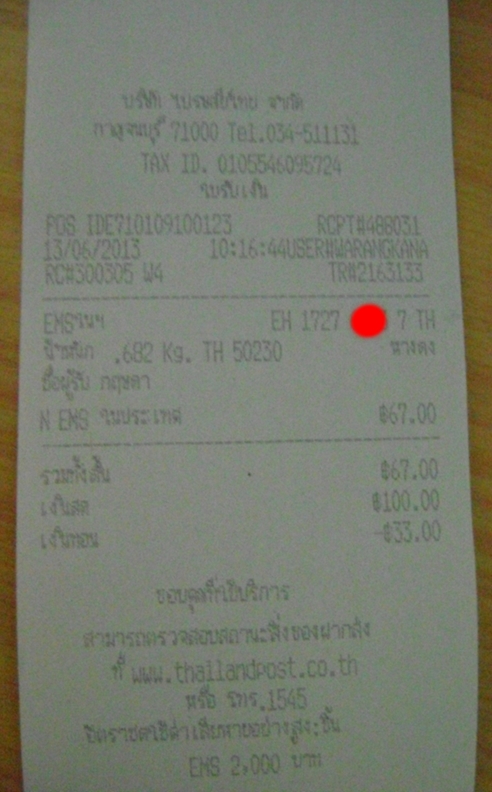 บริษัท ไปรษณีย์ไทย จำกัด
กาญจนบุรี 71000 Tel.034-511131
TAX ID. 0105546095724
ใบรับเงิน
POS IDE710109100123 RCPT#488031
13/06/2013 10:16:44USER#WARANGKANA
RC#300305 W4 TR#2163133
EMSในฯ EH 1727 7 TH
น้ำหนัก .682 Kg. TH 50230 หางดง
ชื่อผู้รับ กฤษดา
N EMS ในประเทศ ฿67.00
รวมทั้งสิ้น ฿67.00
เงินสด ฿100.00
เงินทอน -฿33.00
ขอบคุณที่ใช้บริการ
สามารถตรวจสอบสถานะสิ่งของฝากส่ง
ที่ www.thailandpost.co.th
หรือ โทร.1545
อัตราชดใช้ค่าเสียหายอย่างสูง:ชิ้น
EMS 2,000 บาท